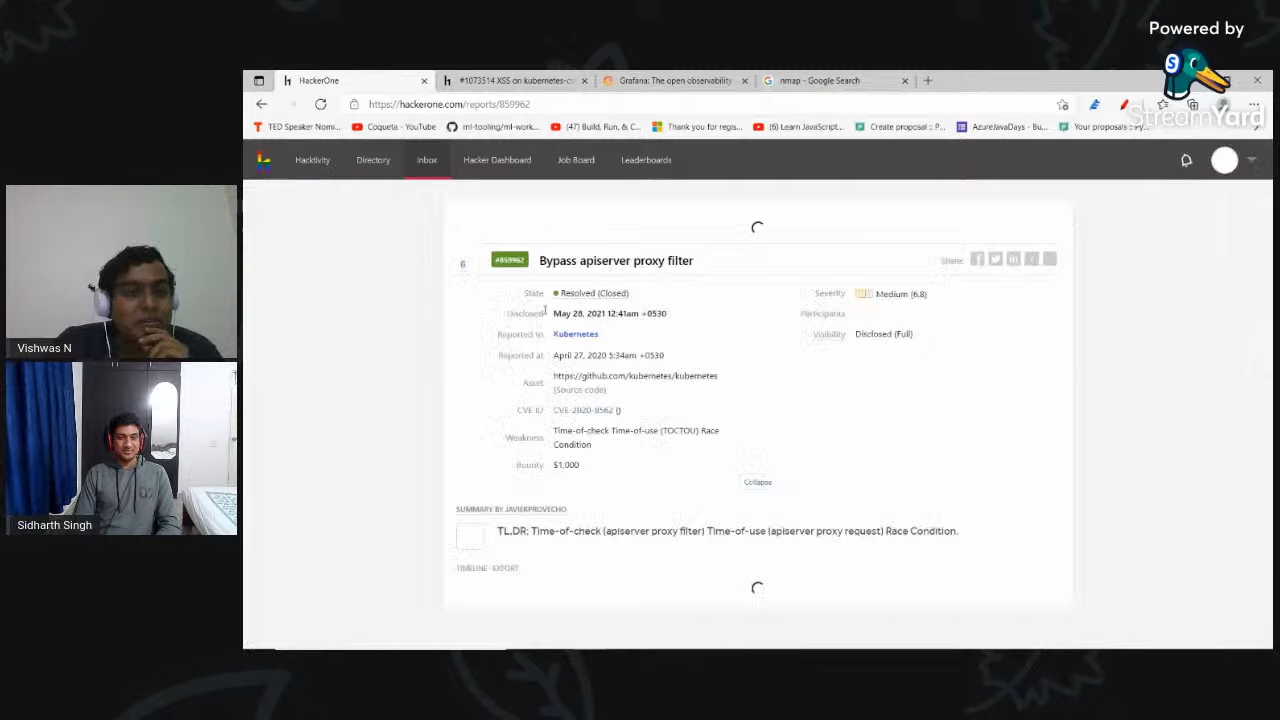 Powered by
StreamYard
HackerOne
#1073514 XSS on kubernetes-c
Grafana: The open observability
nmap - Google Search
https://hackerone.com/reports/859962
TED Speaker Nomi...
Coqueta - YouTube
ml-tooling/ml-work...
(47) Build, Run, & C...
Thank you for regis...
(6) Learn JavaScript...
Create proposal :: P...
AzureJavaDays - Bu...
Your proposals ::
Hacktivity
Directory
Inbox
Hacker Dashboard
Job Board
Leaderboards
6
#859962
Bypass apiserver proxy filter
Share:
State
Resolved (Closed)
Severity
Medium (6.8)
Disclosed
May 28, 2021 12:41am +0530
Participants
Reported to
Kubernetes
Visibility
Disclosed (Full)
Reported at
April 27, 2020 5:34am +0530
Asset
https://github.com/kubernetes/kubernetes
(Source code)
CVE ID
CVE-2020-8562 ()
Weakness
Time-of-check Time-of-use (TOCTOU) Race
Condition
Bounty
$1,000
Collapse
SUMMARY BY JAVIERPROVECHO
TL;DR: Time-of-check (apiserver proxy filter) Time-of-use (apiserver proxy request) Race Condition.
TIMELINE · EXPORT
Vishwas N
Sidharth Singh